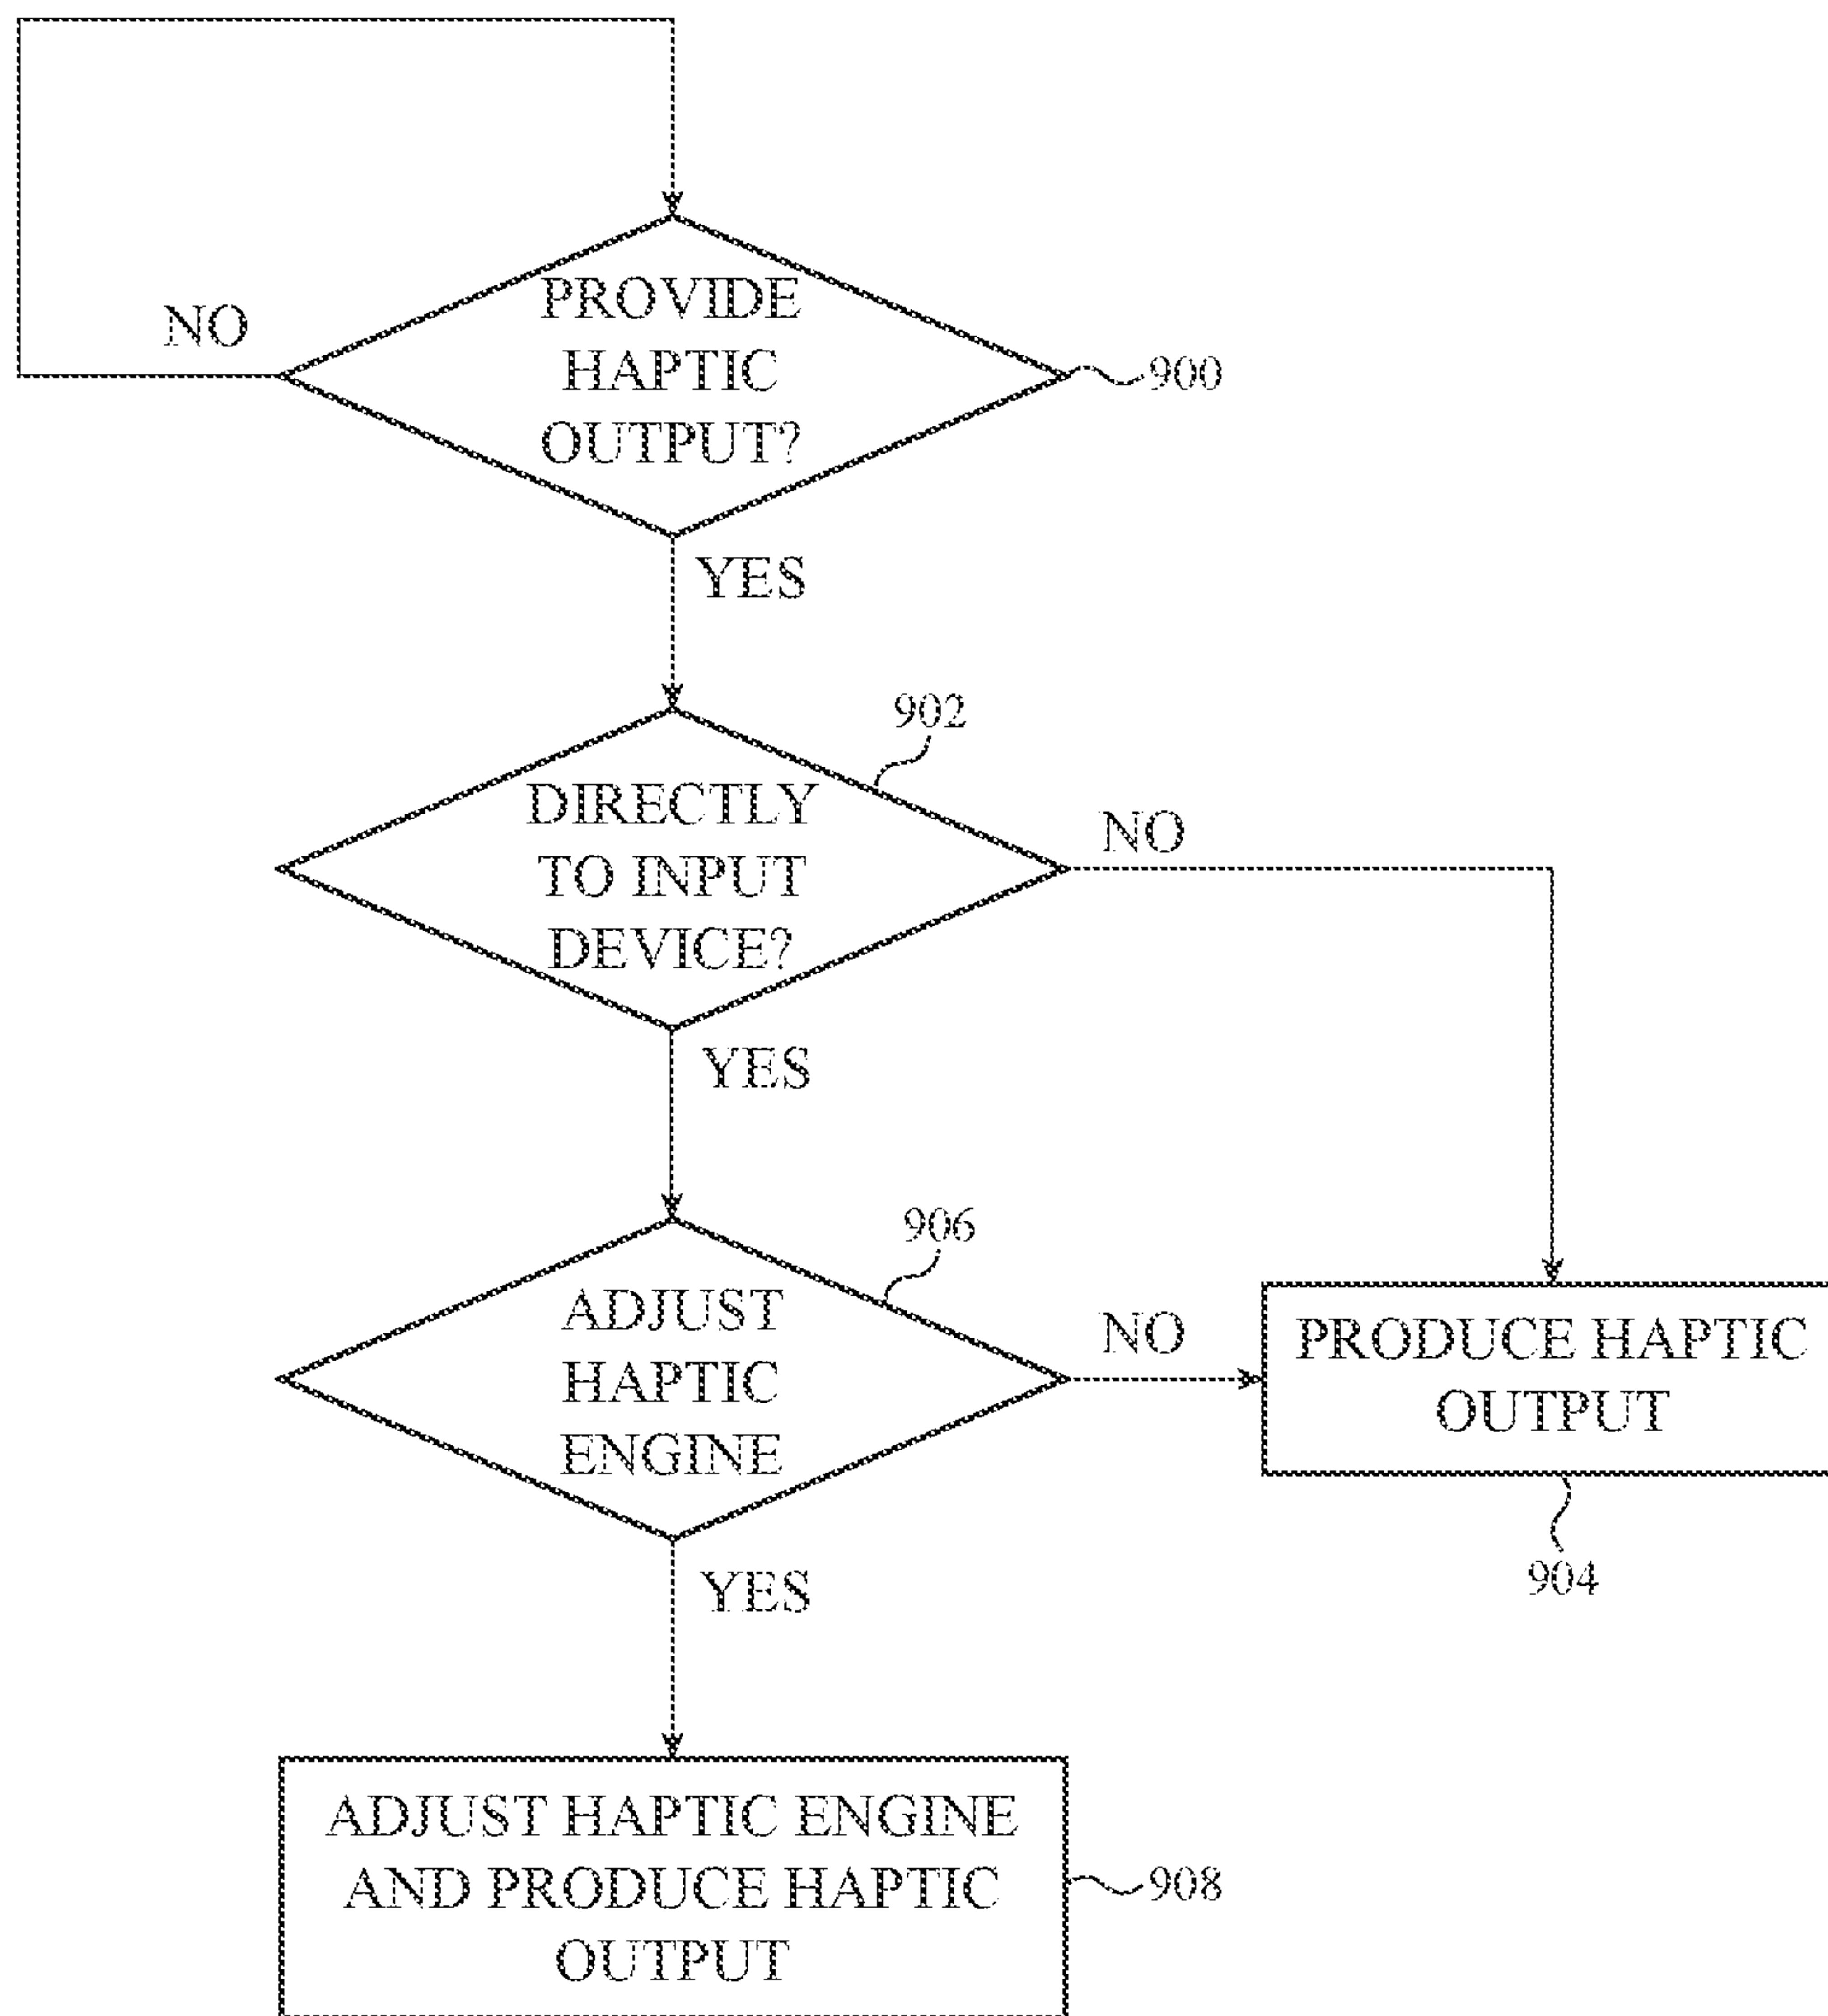 PROVIDE
HAPTIC
OUTPUT?
NO
900
YES
902
DIRECTLY
TO INPUT
DEVICE?
NO
YES
906
ADJUST
HAPTIC
ENGINE
NO
PRODUCE HAPTIC
OUTPUT
904
YES
ADJUST HAPTIC ENGINE
AND PRODUCE HAPTIC
OUTPUT
908